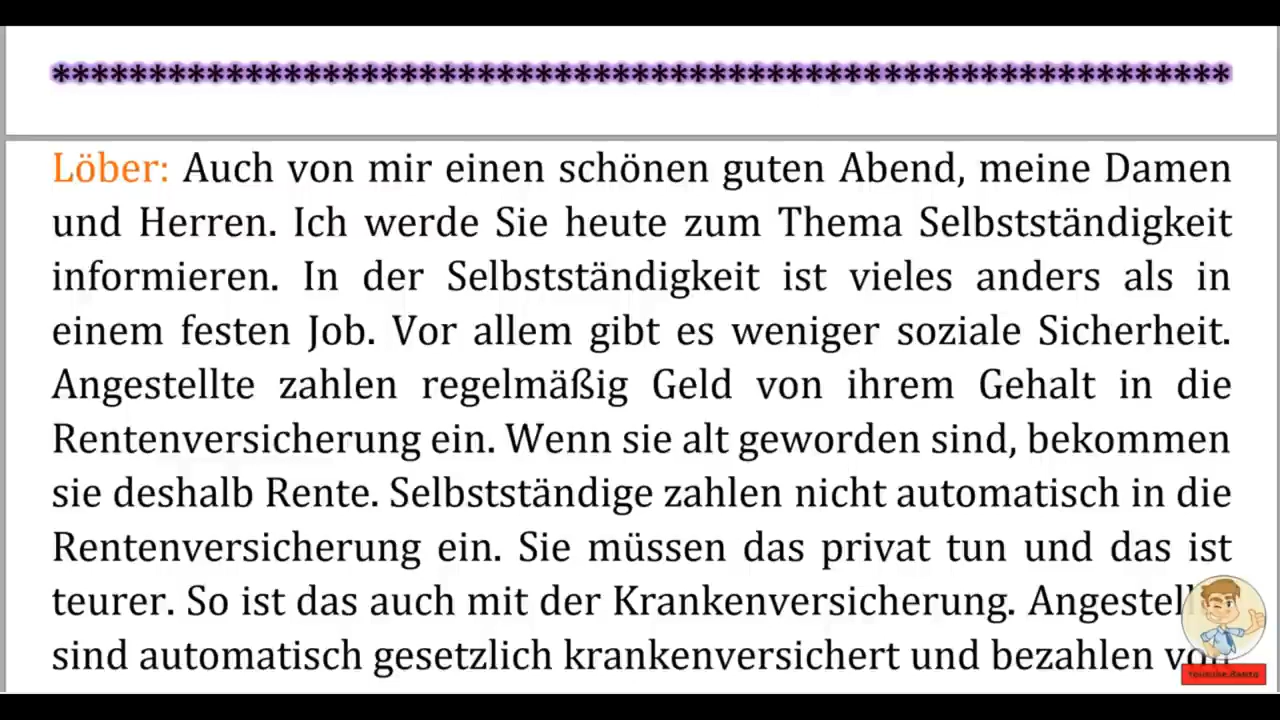 ************************************************************
Löber: Auch von mir einen schönen guten Abend, meine Damen
und Herren. Ich werde Sie heute zum Thema Selbstständigkeit
informieren. In der Selbstständigkeit ist vieles anders als in
einem festen Job. Vor allem gibt es weniger soziale Sicherheit.
Angestellte zahlen regelmäßig Geld von ihrem Gehalt in die
Rentenversicherung ein. Wenn sie alt geworden sind, bekommen
sie deshalb Rente. Selbstständige zahlen nicht automatisch in die
Rentenversicherung ein. Sie müssen das privat tun und das ist
teurer. So ist das auch mit der Krankenversicherung. Angestell
sind automatisch gesetzlich krankenversichert und bezahlen von